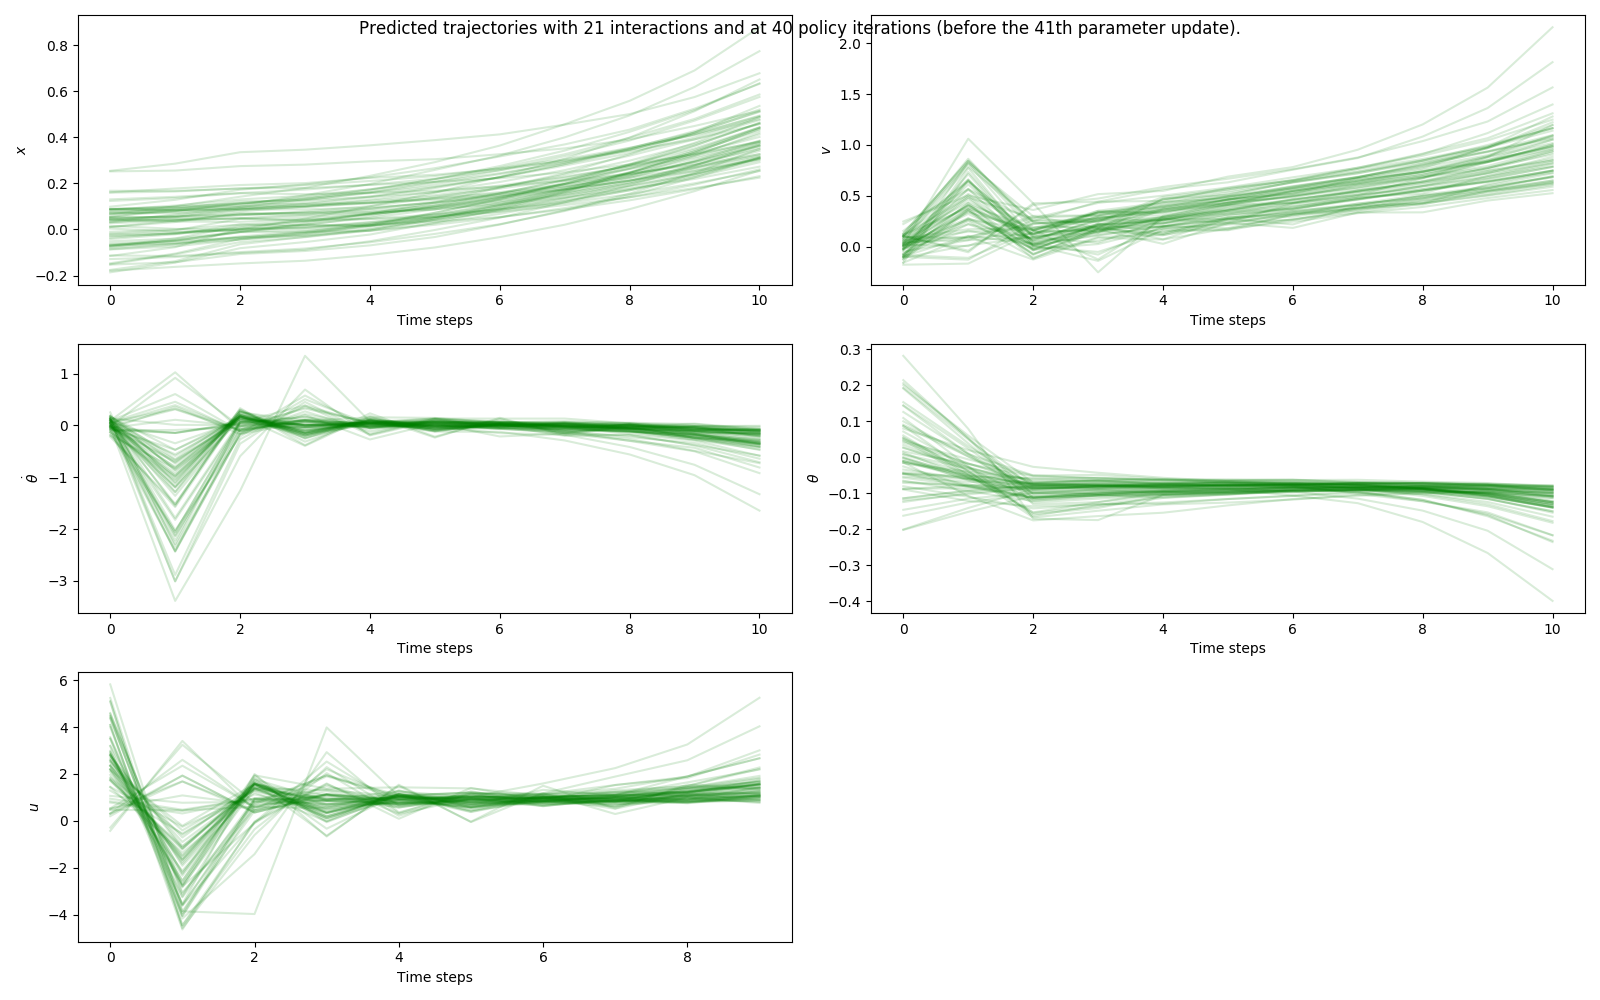 Predicted trajectories with 21 interactions and at 40 policy iterations (before the 41th parameter update).
0.8
0.6
0.4
0.2
0.0
−0.2
x
0 2 4 6 8 10
Time steps
2.0
1.5
1.0
0.5
0.0
v
0 2 4 6 8 10
Time steps
1
0
−1
−2
−3
θ̇
0 2 4 6 8 10
Time steps
0.3
0.2
0.1
0.0
−0.1
−0.2
−0.3
−0.4
θ
0 2 4 6 8 10
Time steps
6
4
2
0
−2
−4
u
0 2 4 6 8
Time steps